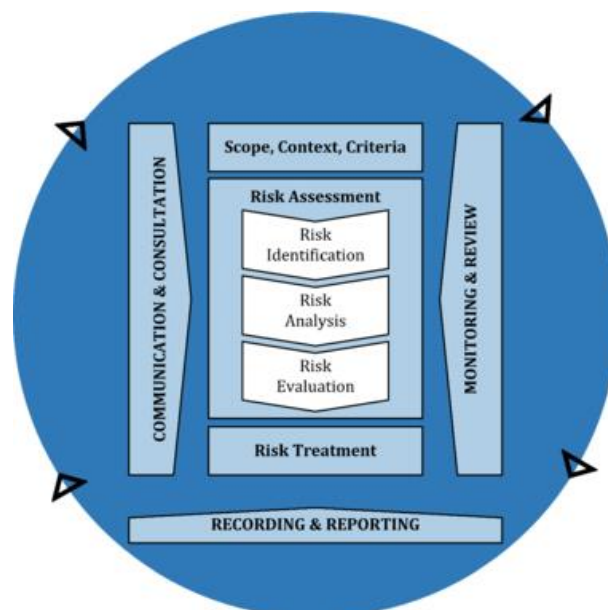 Scope, Context, Criteria
Risk Assessment
Risk
Identification
Risk
Analysis
Risk
Evaluation
Risk Treatment
COMMUNICATION & CONSULTATION
MONITORING & REVIEW
RECORDING & REPORTING